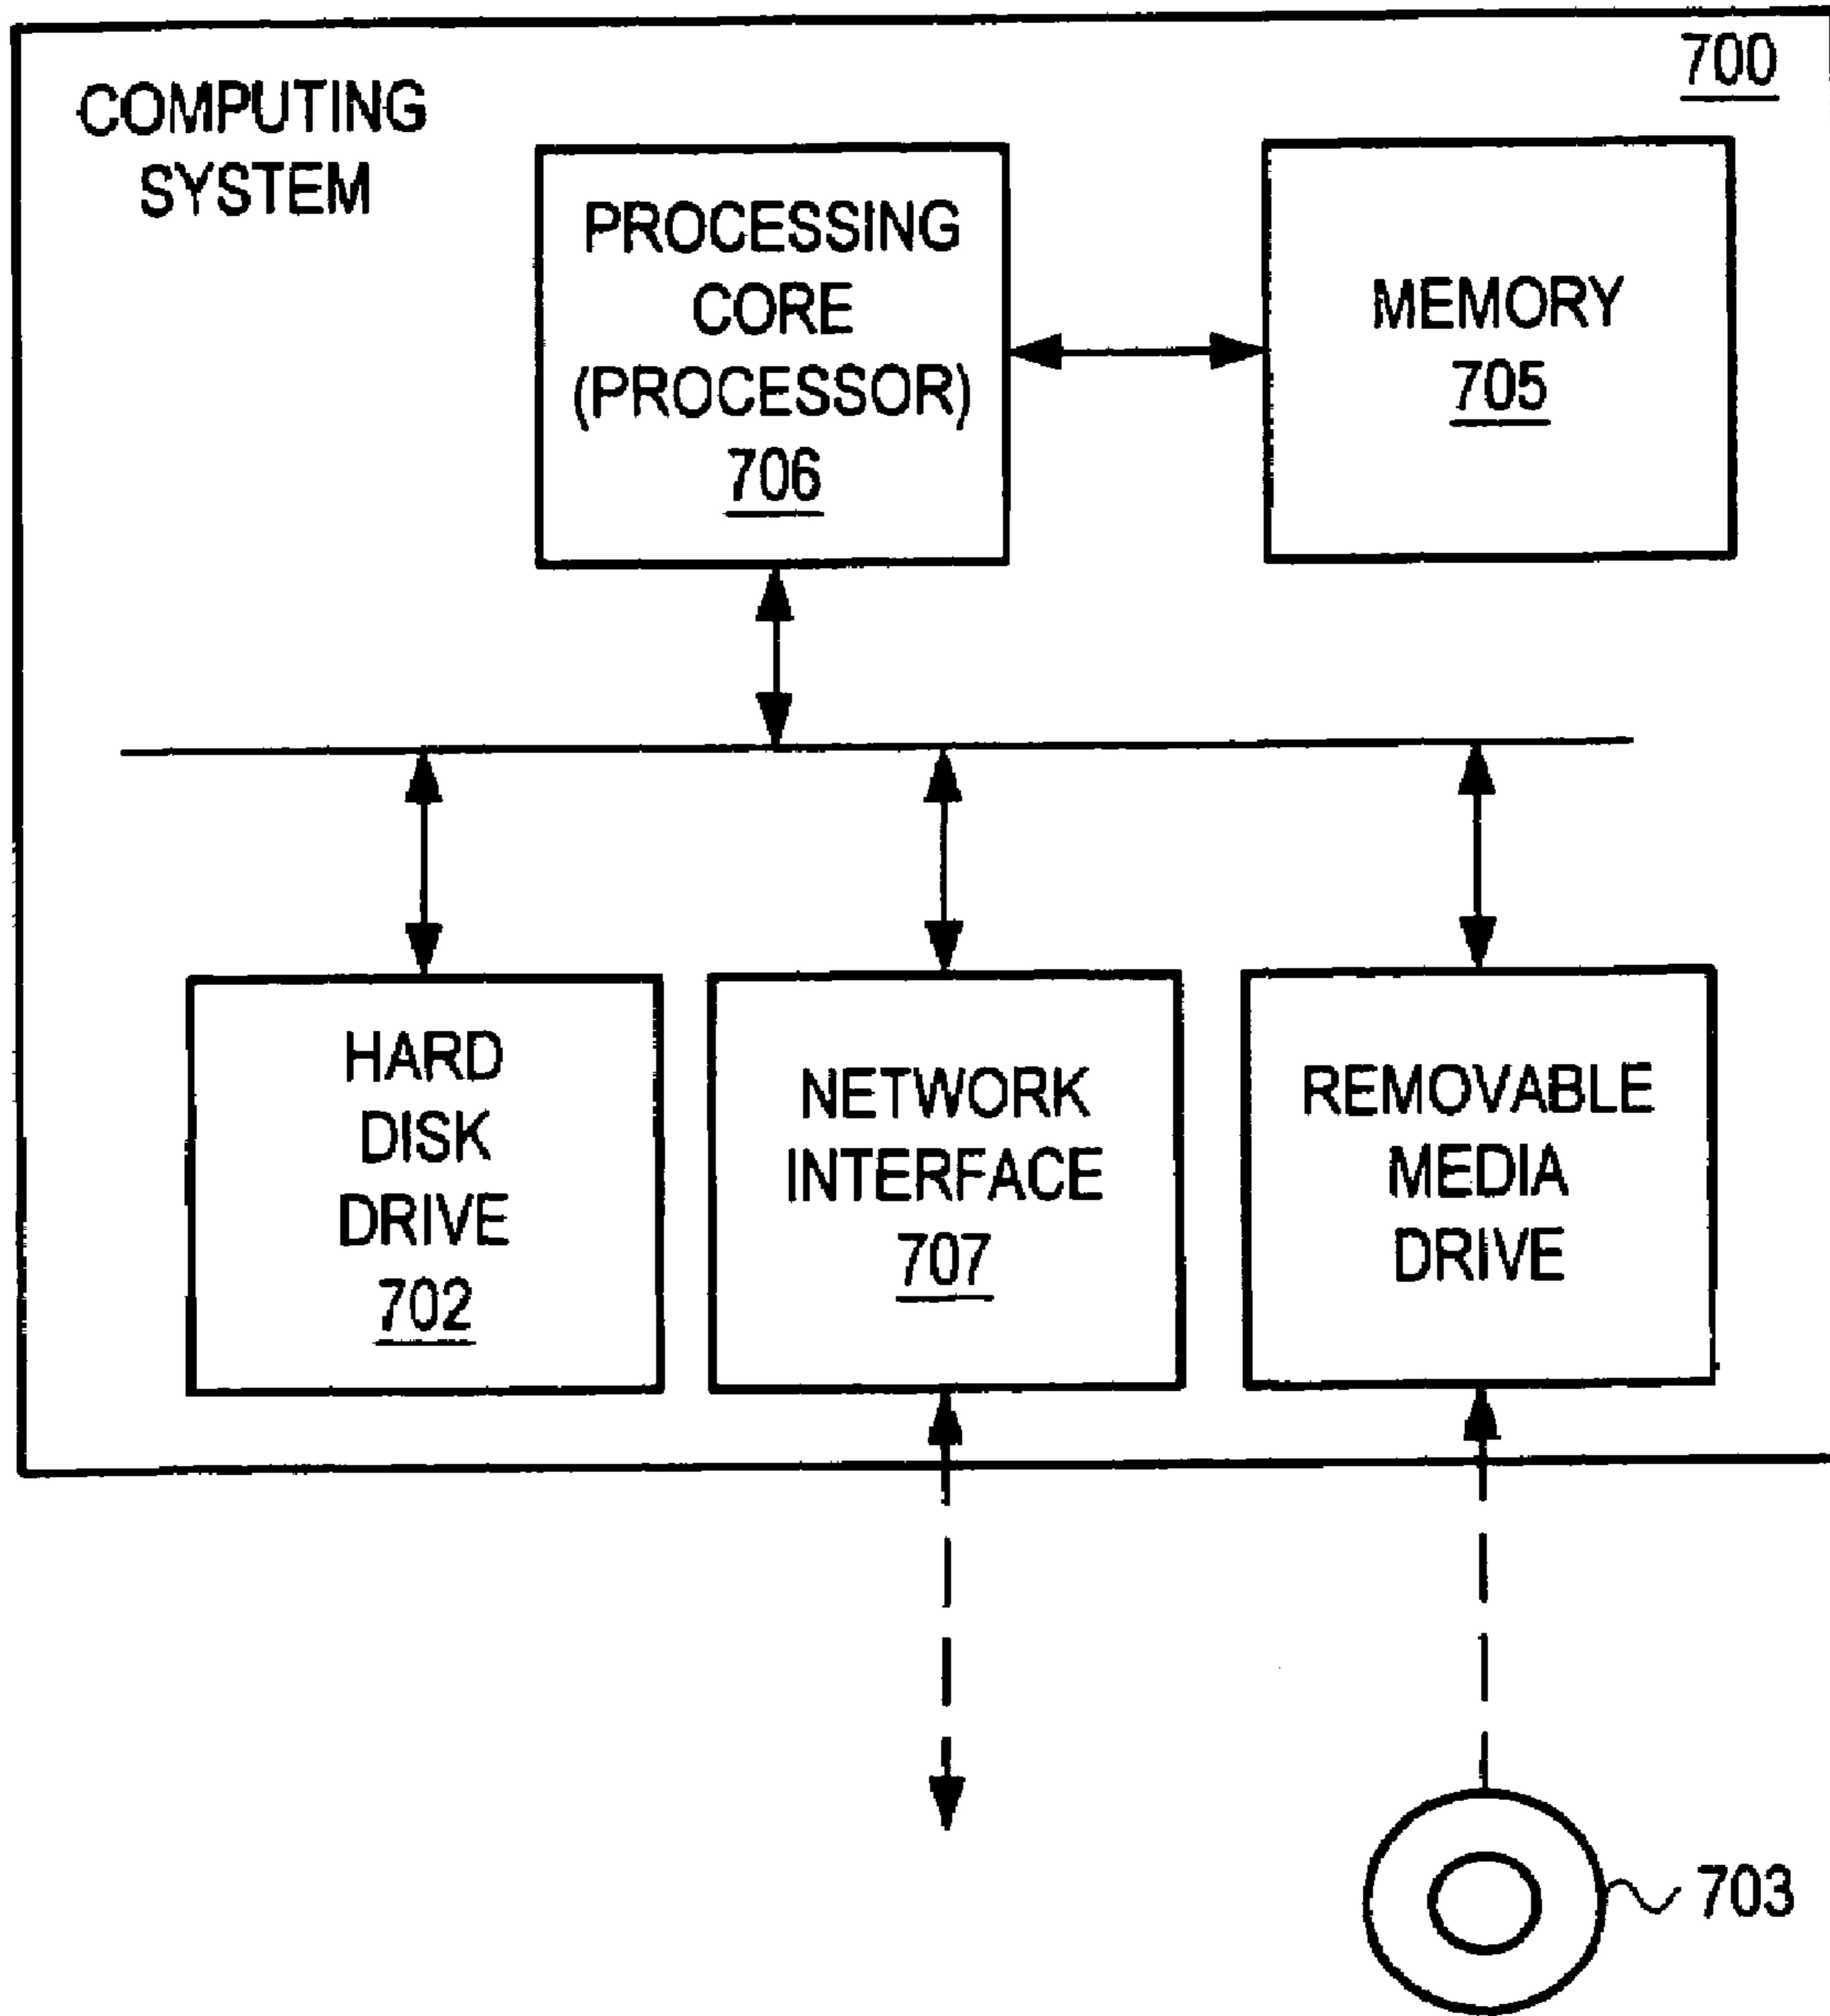 700
COMPUTING
SYSTEM
PROCESSING
CORE
(PROCESSOR)
706
MEMORY
705
HARD
DISK
DRIVE
702
NETWORK
INTERFACE
707
REMOVABLE
MEDIA
DRIVE
703